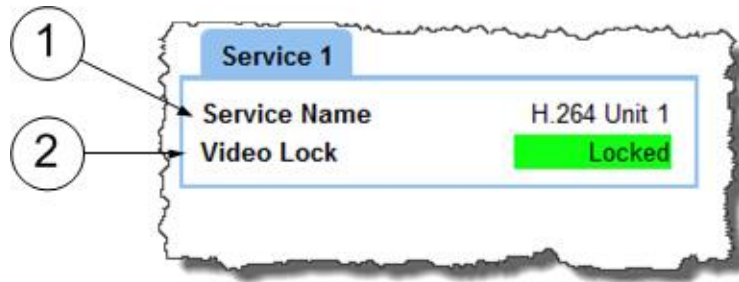 1
Service 1
Service Name H.264 Unit 1
2
Video Lock Locked